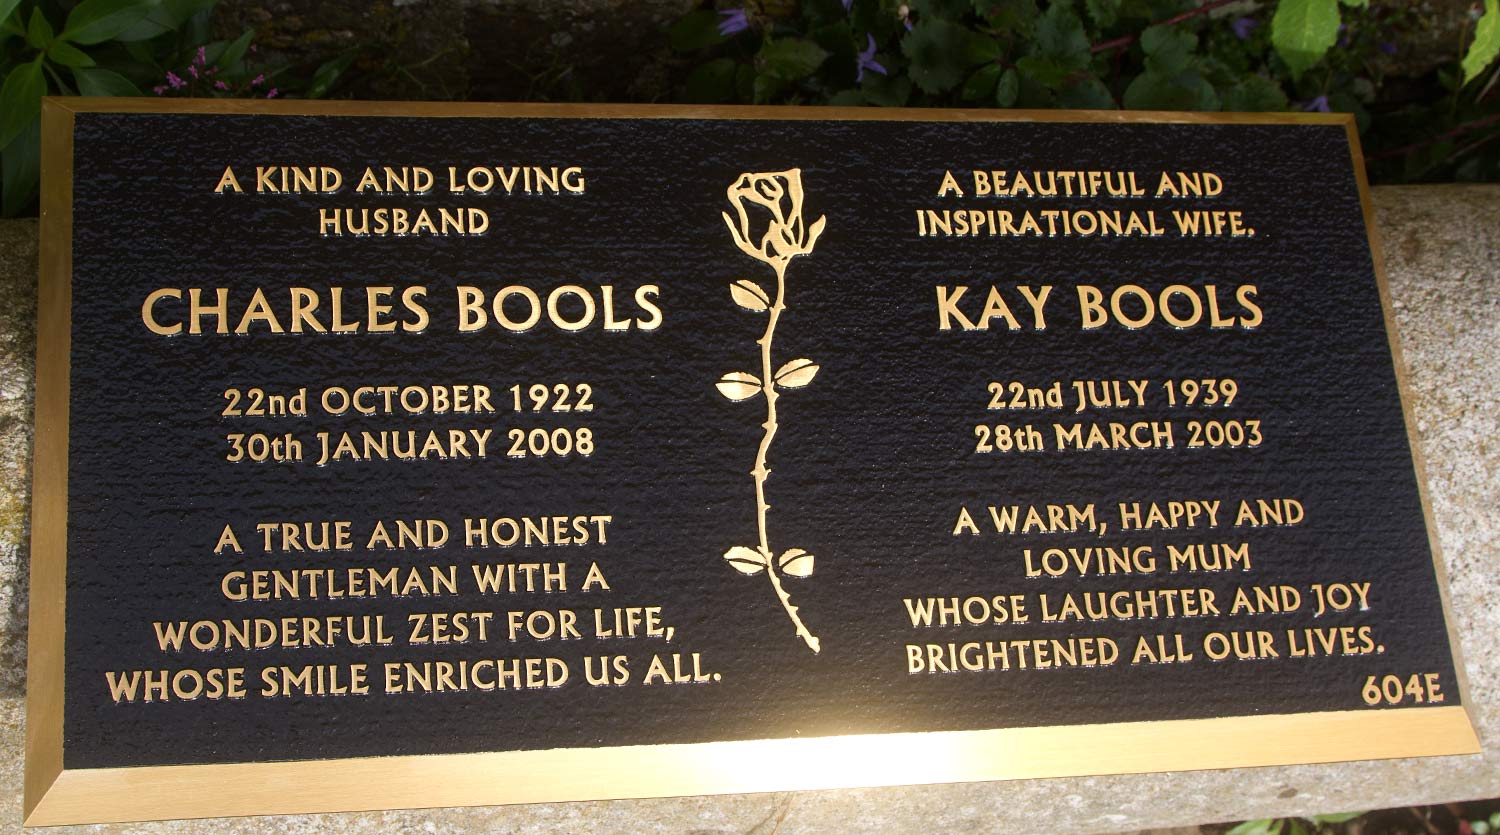 A KIND AND LOVING
HUSBAND
CHARLES BOOLS
22nd OCTOBER 1922
30th JANUARY 2008
A TRUE AND HONEST
GENTLEMAN WITH A
WONDERFUL ZEST FOR LIFE,
WHOSE SMILE ENRICHED US ALL.
A BEAUTIFUL AND
INSPIRATIONAL WIFE.
KAY BOOLS
22nd JULY 1939
28th MARCH 2003
A WARM, HAPPY AND
LOVING MUM
WHOSE LAUGHTER AND JOY
BRIGHTENED ALL OUR LIVES.
604E